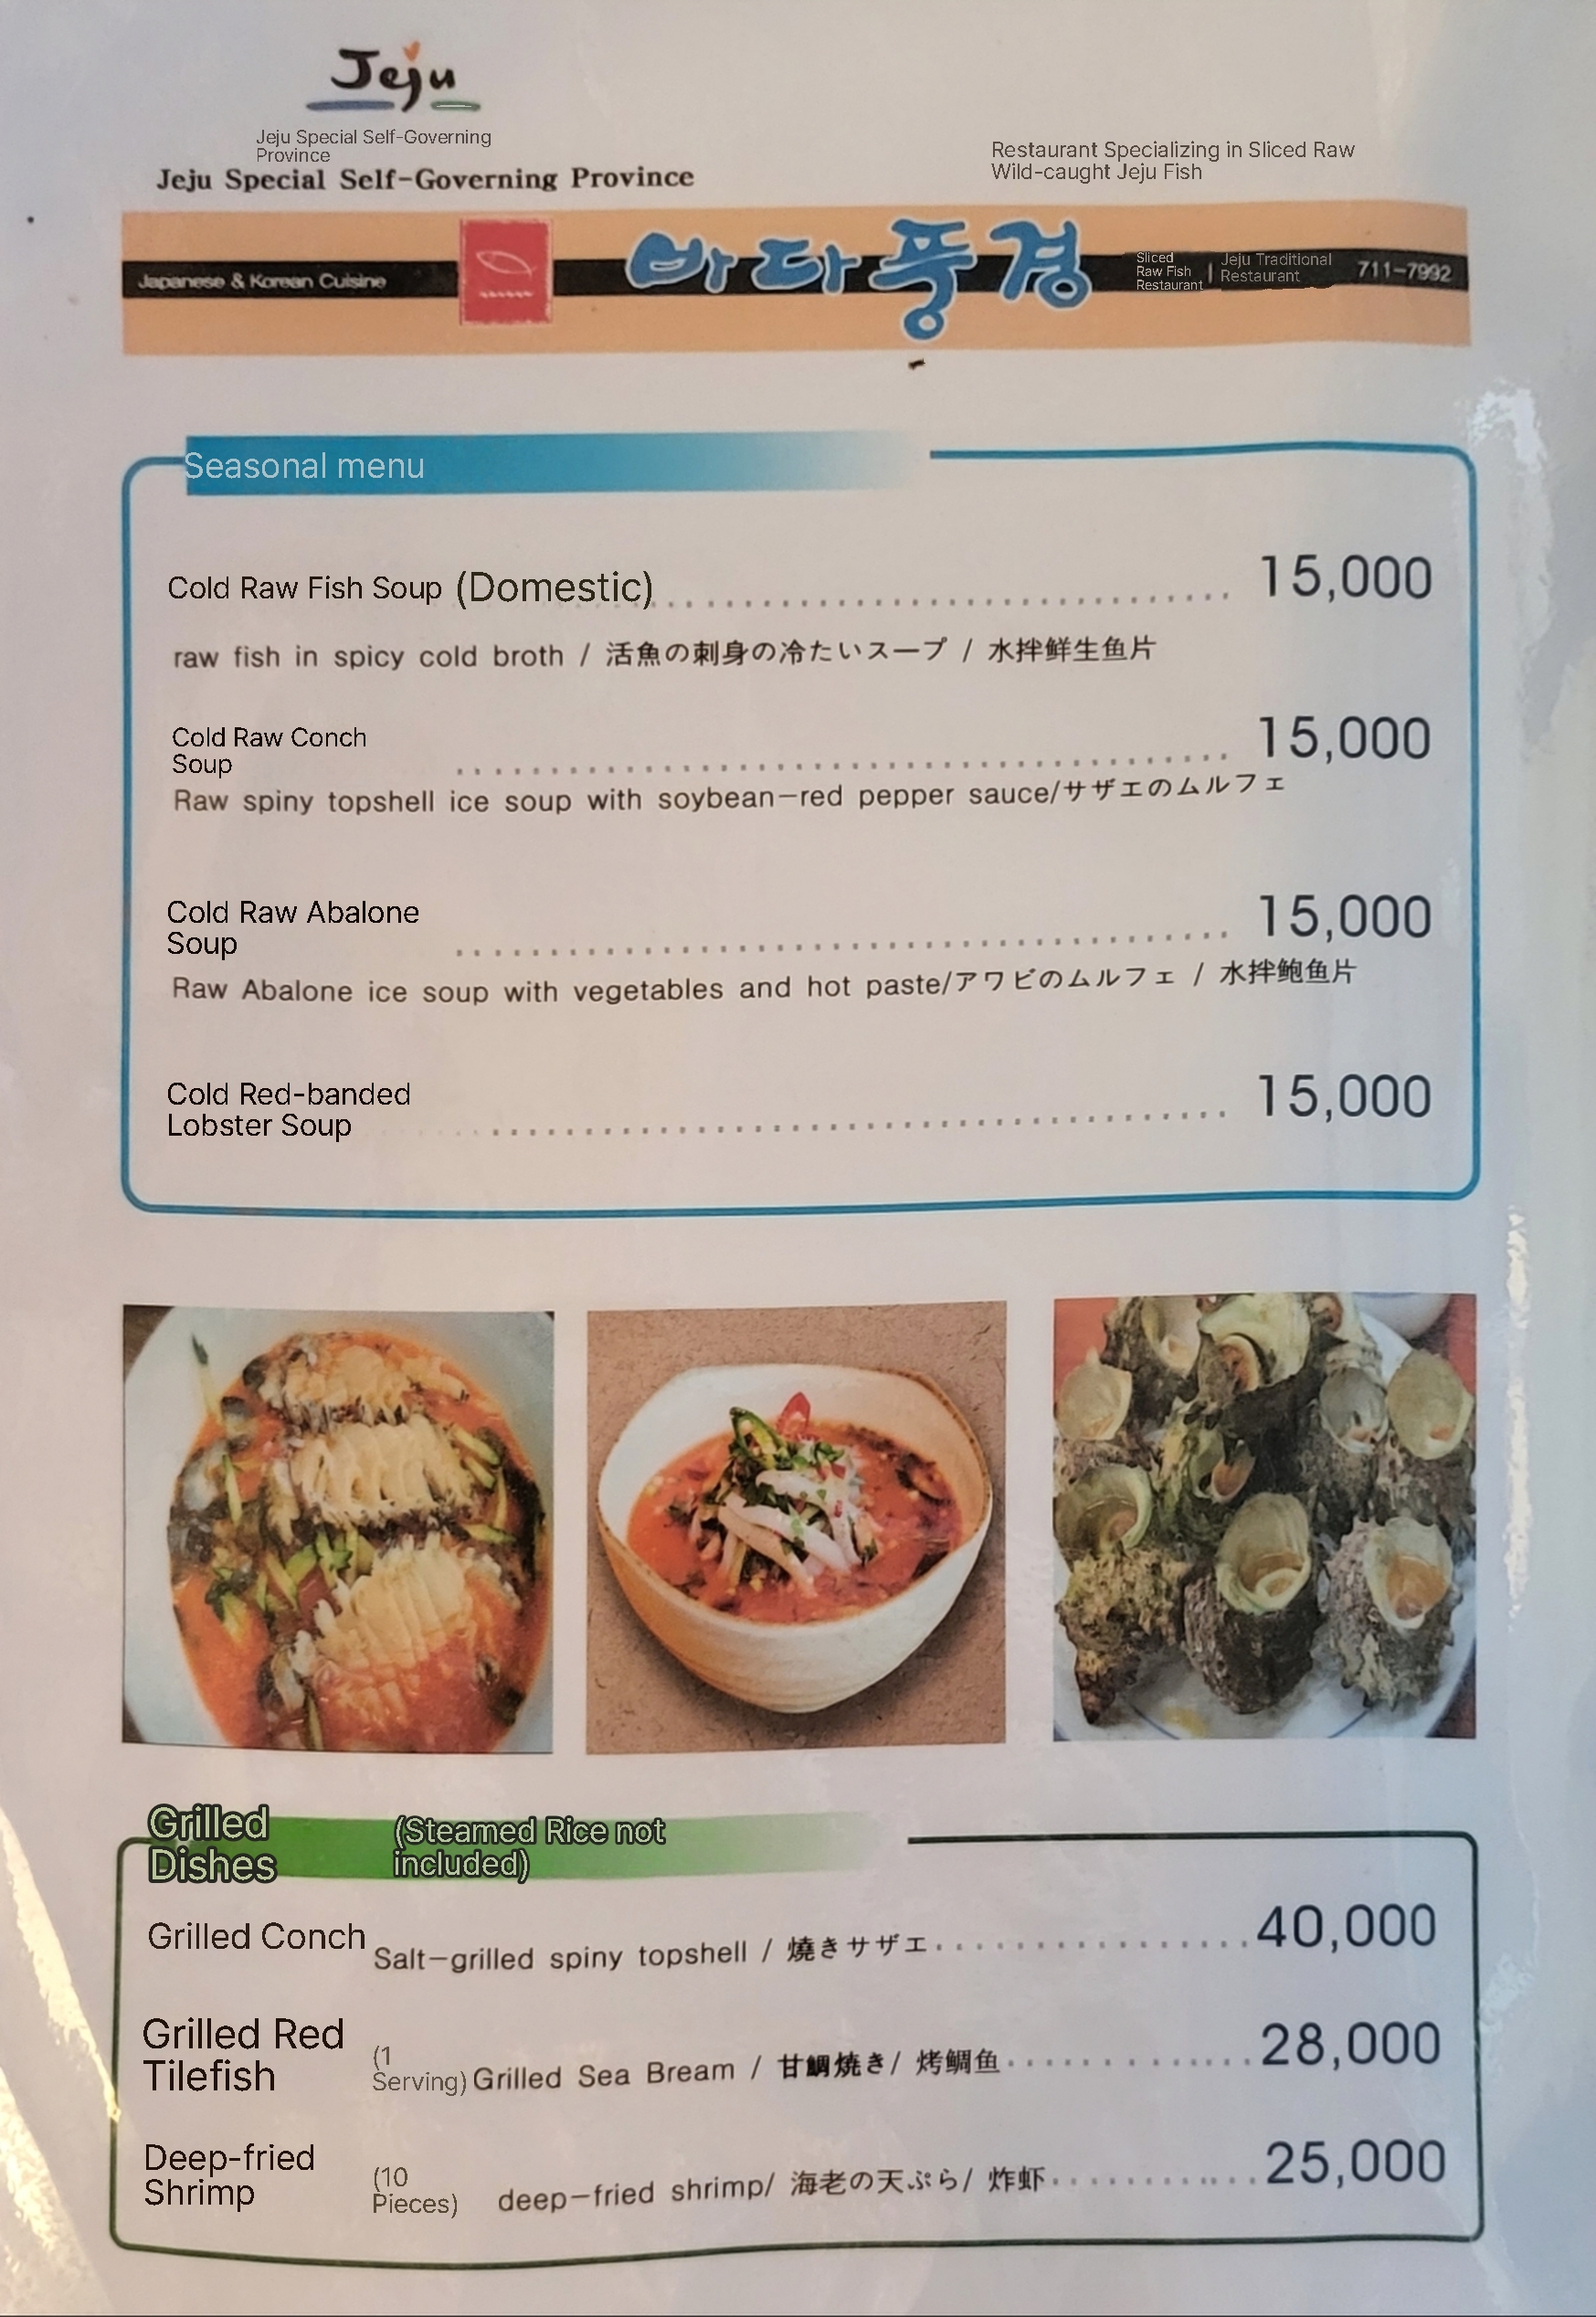 Jeju
Jeju Special Self-Governing
Province
Jeju Special Self-Governing Province
Restaurant Specializing in Sliced Raw
Wild-caught Jeju Fish
Japanese & Korean Cuisine
바다풍경
Sliced
Raw Fish
Restaurant
|
Jeju Traditional
Restaurant
711-7992
Seasonal menu
Cold Raw Fish Soup (Domestic) 15,000
raw fish in spicy cold broth / 活魚の刺身の冷たいスープ / 水拌鲜生鱼片
Cold Raw Conch
Soup 15,000
Raw spiny topshell ice soup with soybean-red pepper sauce/サザエのムルフェ
Cold Raw Abalone
Soup 15,000
Raw Abalone ice soup with vegetables and hot paste/アワビのムルフェ / 水拌鲍鱼片
Cold Red-banded
Lobster Soup 15,000
Grilled
Dishes
(Steamed Rice not
included)
Grilled Conch Salt-grilled spiny topshell / 燒きサザエ 40,000
Grilled Red
Tilefish
(1
Serving) Grilled Sea Bream / 甘鯛焼き/ 烤鯛鱼 28,000
Deep-fried
Shrimp
(10
Pieces) deep-fried shrimp/ 海老の天ぷら/ 炸虾 25,000